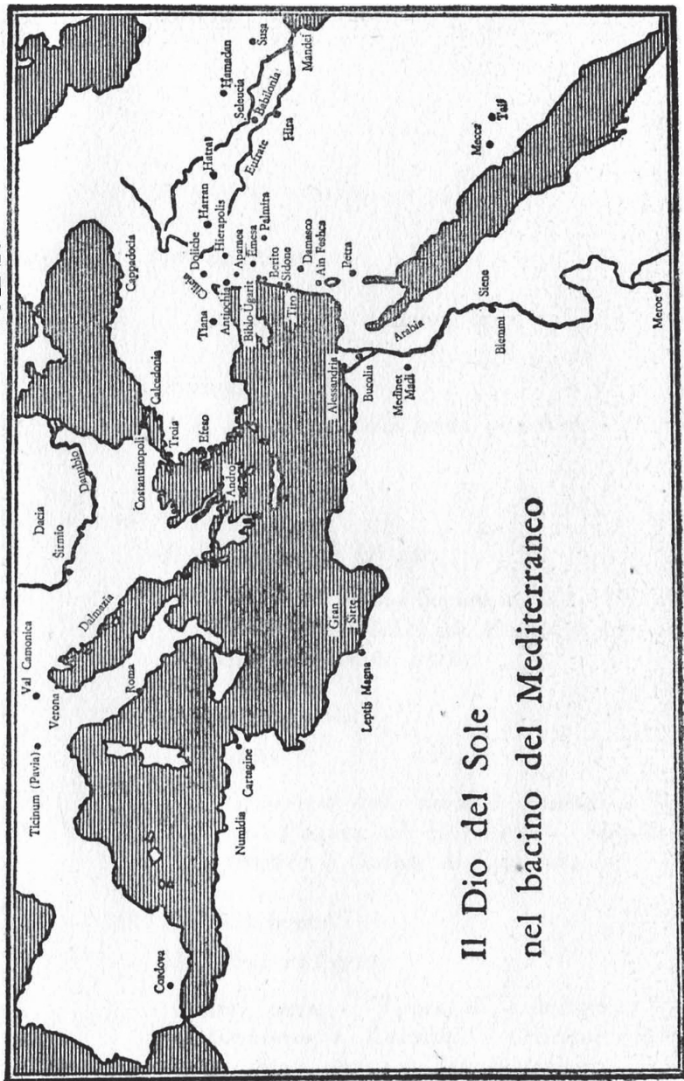 Ticinum (Pavia)
Val Camonica
Verona
Dacia
Sirmio
Danubio
Dalmazia
Roma
Cordova
Numidia
Cartagine
Leptis Magna
Gran
Sirte
Costantinopoli
Calcedonia
Troia
Efeso
Andro
Cappadocia
Tiana
Cilicia
Doliche
Hierapolis
Harran
Hatra
Antiochia
Apamea
Emesa
Palmira
Biblo-Ugarit
Berito
Sidone
Tiro
Damasco
Ain Feshca
Petra
Eufrate
Hamadan
Seleucia
Susa
Babilonia
Hira
Mandei
Alessandria
Bucolia
Medinet
Madi
Arabia
Siene
Blemmi
Meroe
Mecca
Taif
Il Dio del Sole
nel bacino del Mediterraneo